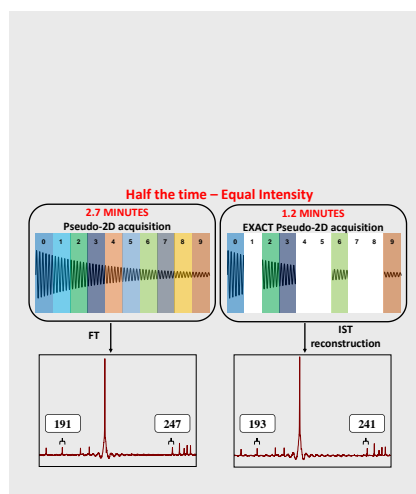 Half the time – Equal Intensity
2.7 MINUTES
Pseudo-2D acquisition
0 1 2 3 4 5 6 7 8 9
1.2 MINUTES
EXACT Pseudo-2D acquisition
0 1 2 3 4 5 6 7 8 9
FT
IST
reconstruction
191
247
193
241